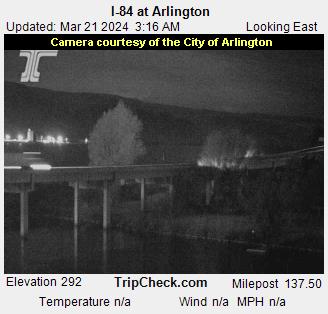 I-84 at Arlington
Updated: Mar 21 2024 3:16 AM Looking East
Camera courtesy of the City of Arlington
Elevation 292 TripCheck.com Milepost 137.50
Temperature n/a Wind n/a MPH n/a